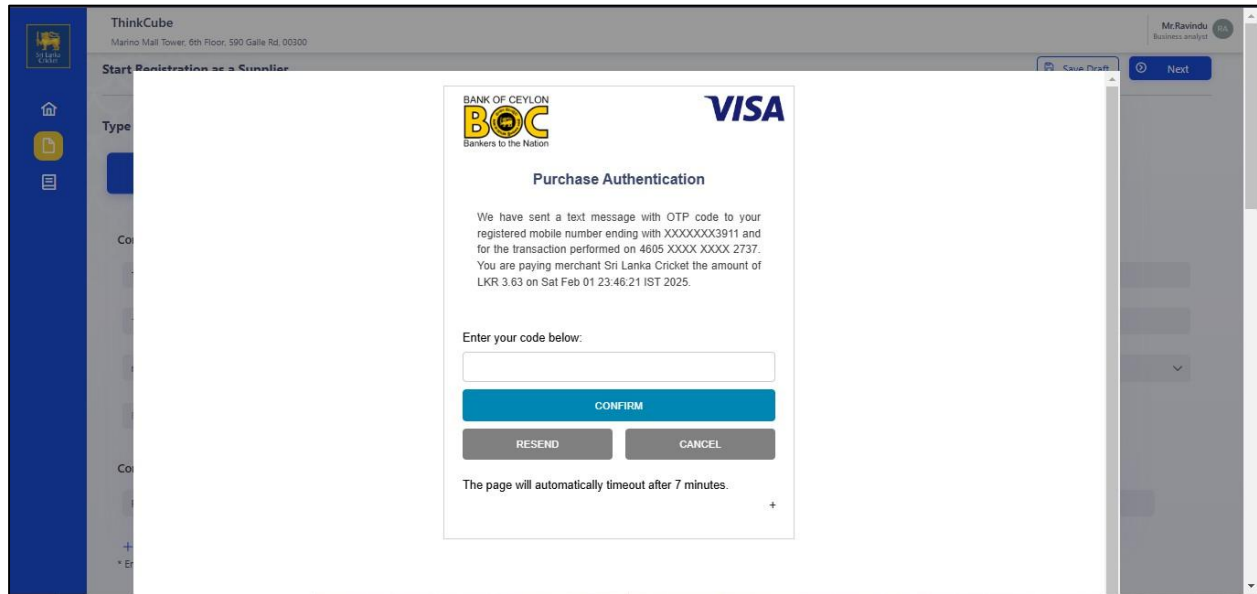 ThinkCube
Marino Mall Tower, 6th Floor, 590 Galle Rd, 00300
Mr.Ravindu
Business analyst
RA
Sri Lanka
Cricket
Start Registration as a Supplier
Save Draft
Next
Type
BANK OF CEYLON
BOC
Bankers to the Nation
VISA
Purchase Authentication
We have sent a text message with OTP code to your
registered mobile number ending with XXXXXXX3911 and
for the transaction performed on 4605 XXXX XXXX 2737.
You are paying merchant Sri Lanka Cricket the amount of
LKR 3.63 on Sat Feb 01 23:46:21 IST 2025.
Enter your code below:
CONFIRM
RESEND
CANCEL
The page will automatically timeout after 7 minutes.
+